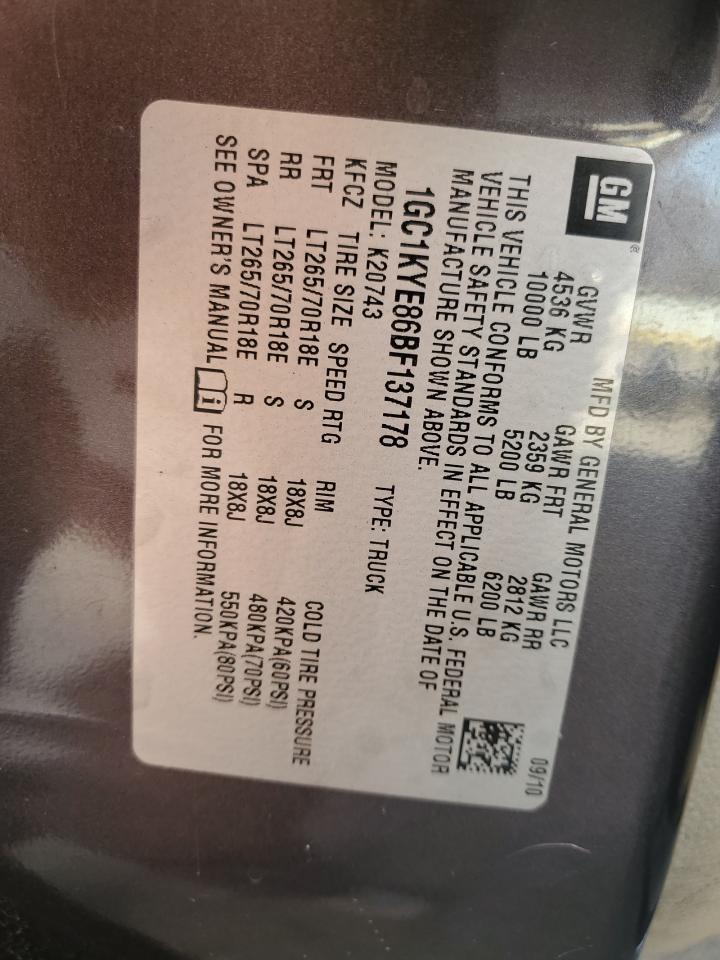 GM®
MFD BY GENERAL MOTORS LLC 09/10
GVWR GAWR FRT GAWR RR
4536 KG 2359 KG 2812 KG
10000 LB 5200 LB 6200 LB
THIS VEHICLE CONFORMS TO ALL APPLICABLE U.S. FEDERAL MOTOR
VEHICLE SAFETY STANDARDS IN EFFECT ON THE DATE OF
MANUFACTURE SHOWN ABOVE.
1GC1KYE86BF137178 TYPE: TRUCK
MODEL: K20743
KFCZ TIRE SIZE SPEED RTG RIM COLD TIRE PRESSURE
FRT LT265/70R18E S 18X8J 420KPA(60PSI)
RR LT265/70R18E S 18X8J 480KPA(70PSI)
SPA LT265/70R18E R 18X8J 550KPA(80PSI)
SEE OWNER'S MANUAL i FOR MORE INFORMATION.